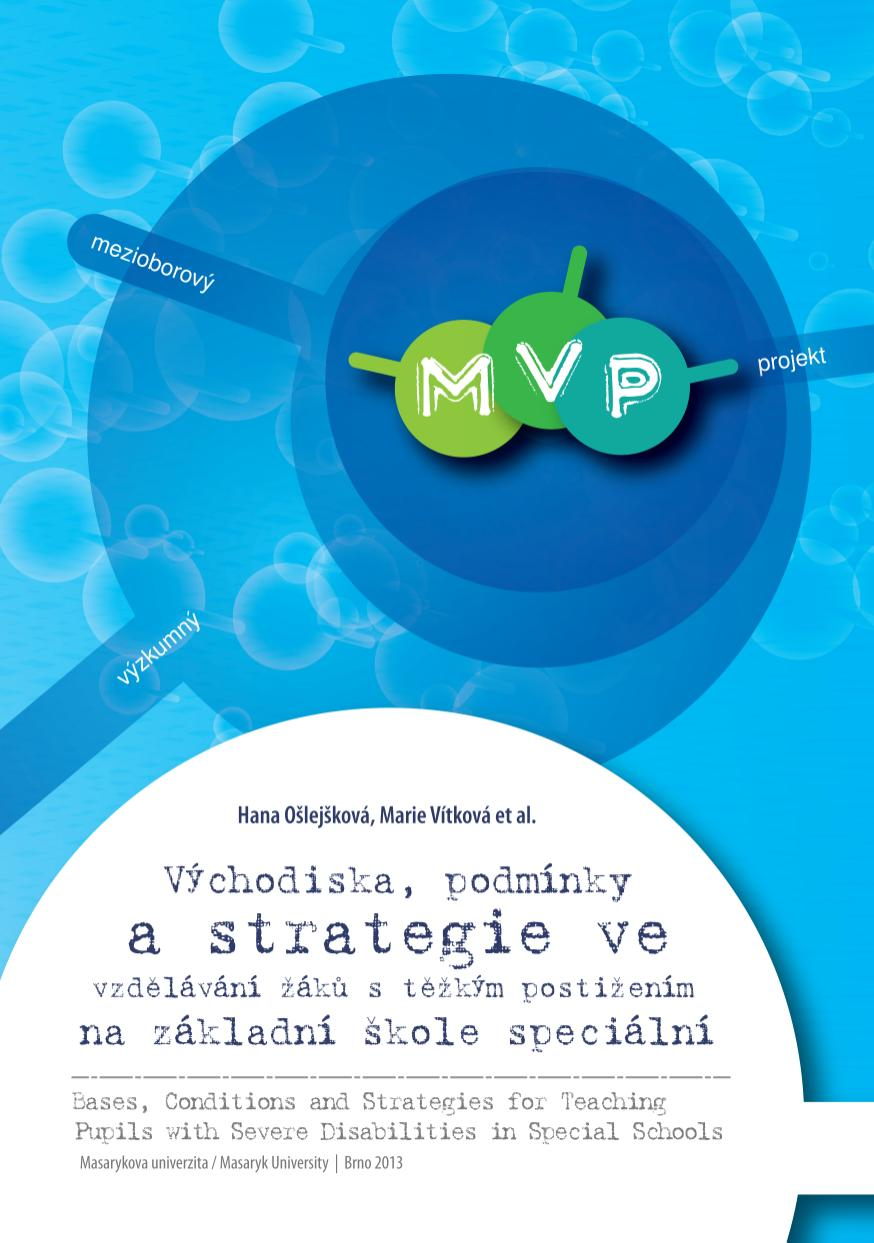 mezioborový
M V P
projekt
výzkumný
Hana Ošlejšková, Marie Vítková et al.
Východiska, podmínky
a strategie ve
vzdělávání žáků s těžkým postižením
na základní škole speciální
Bases, Conditions and Strategies for Teaching
Pupils with Severe Disabilities in Special Schools
Masarykova univerzita / Masaryk University | Brno 2013